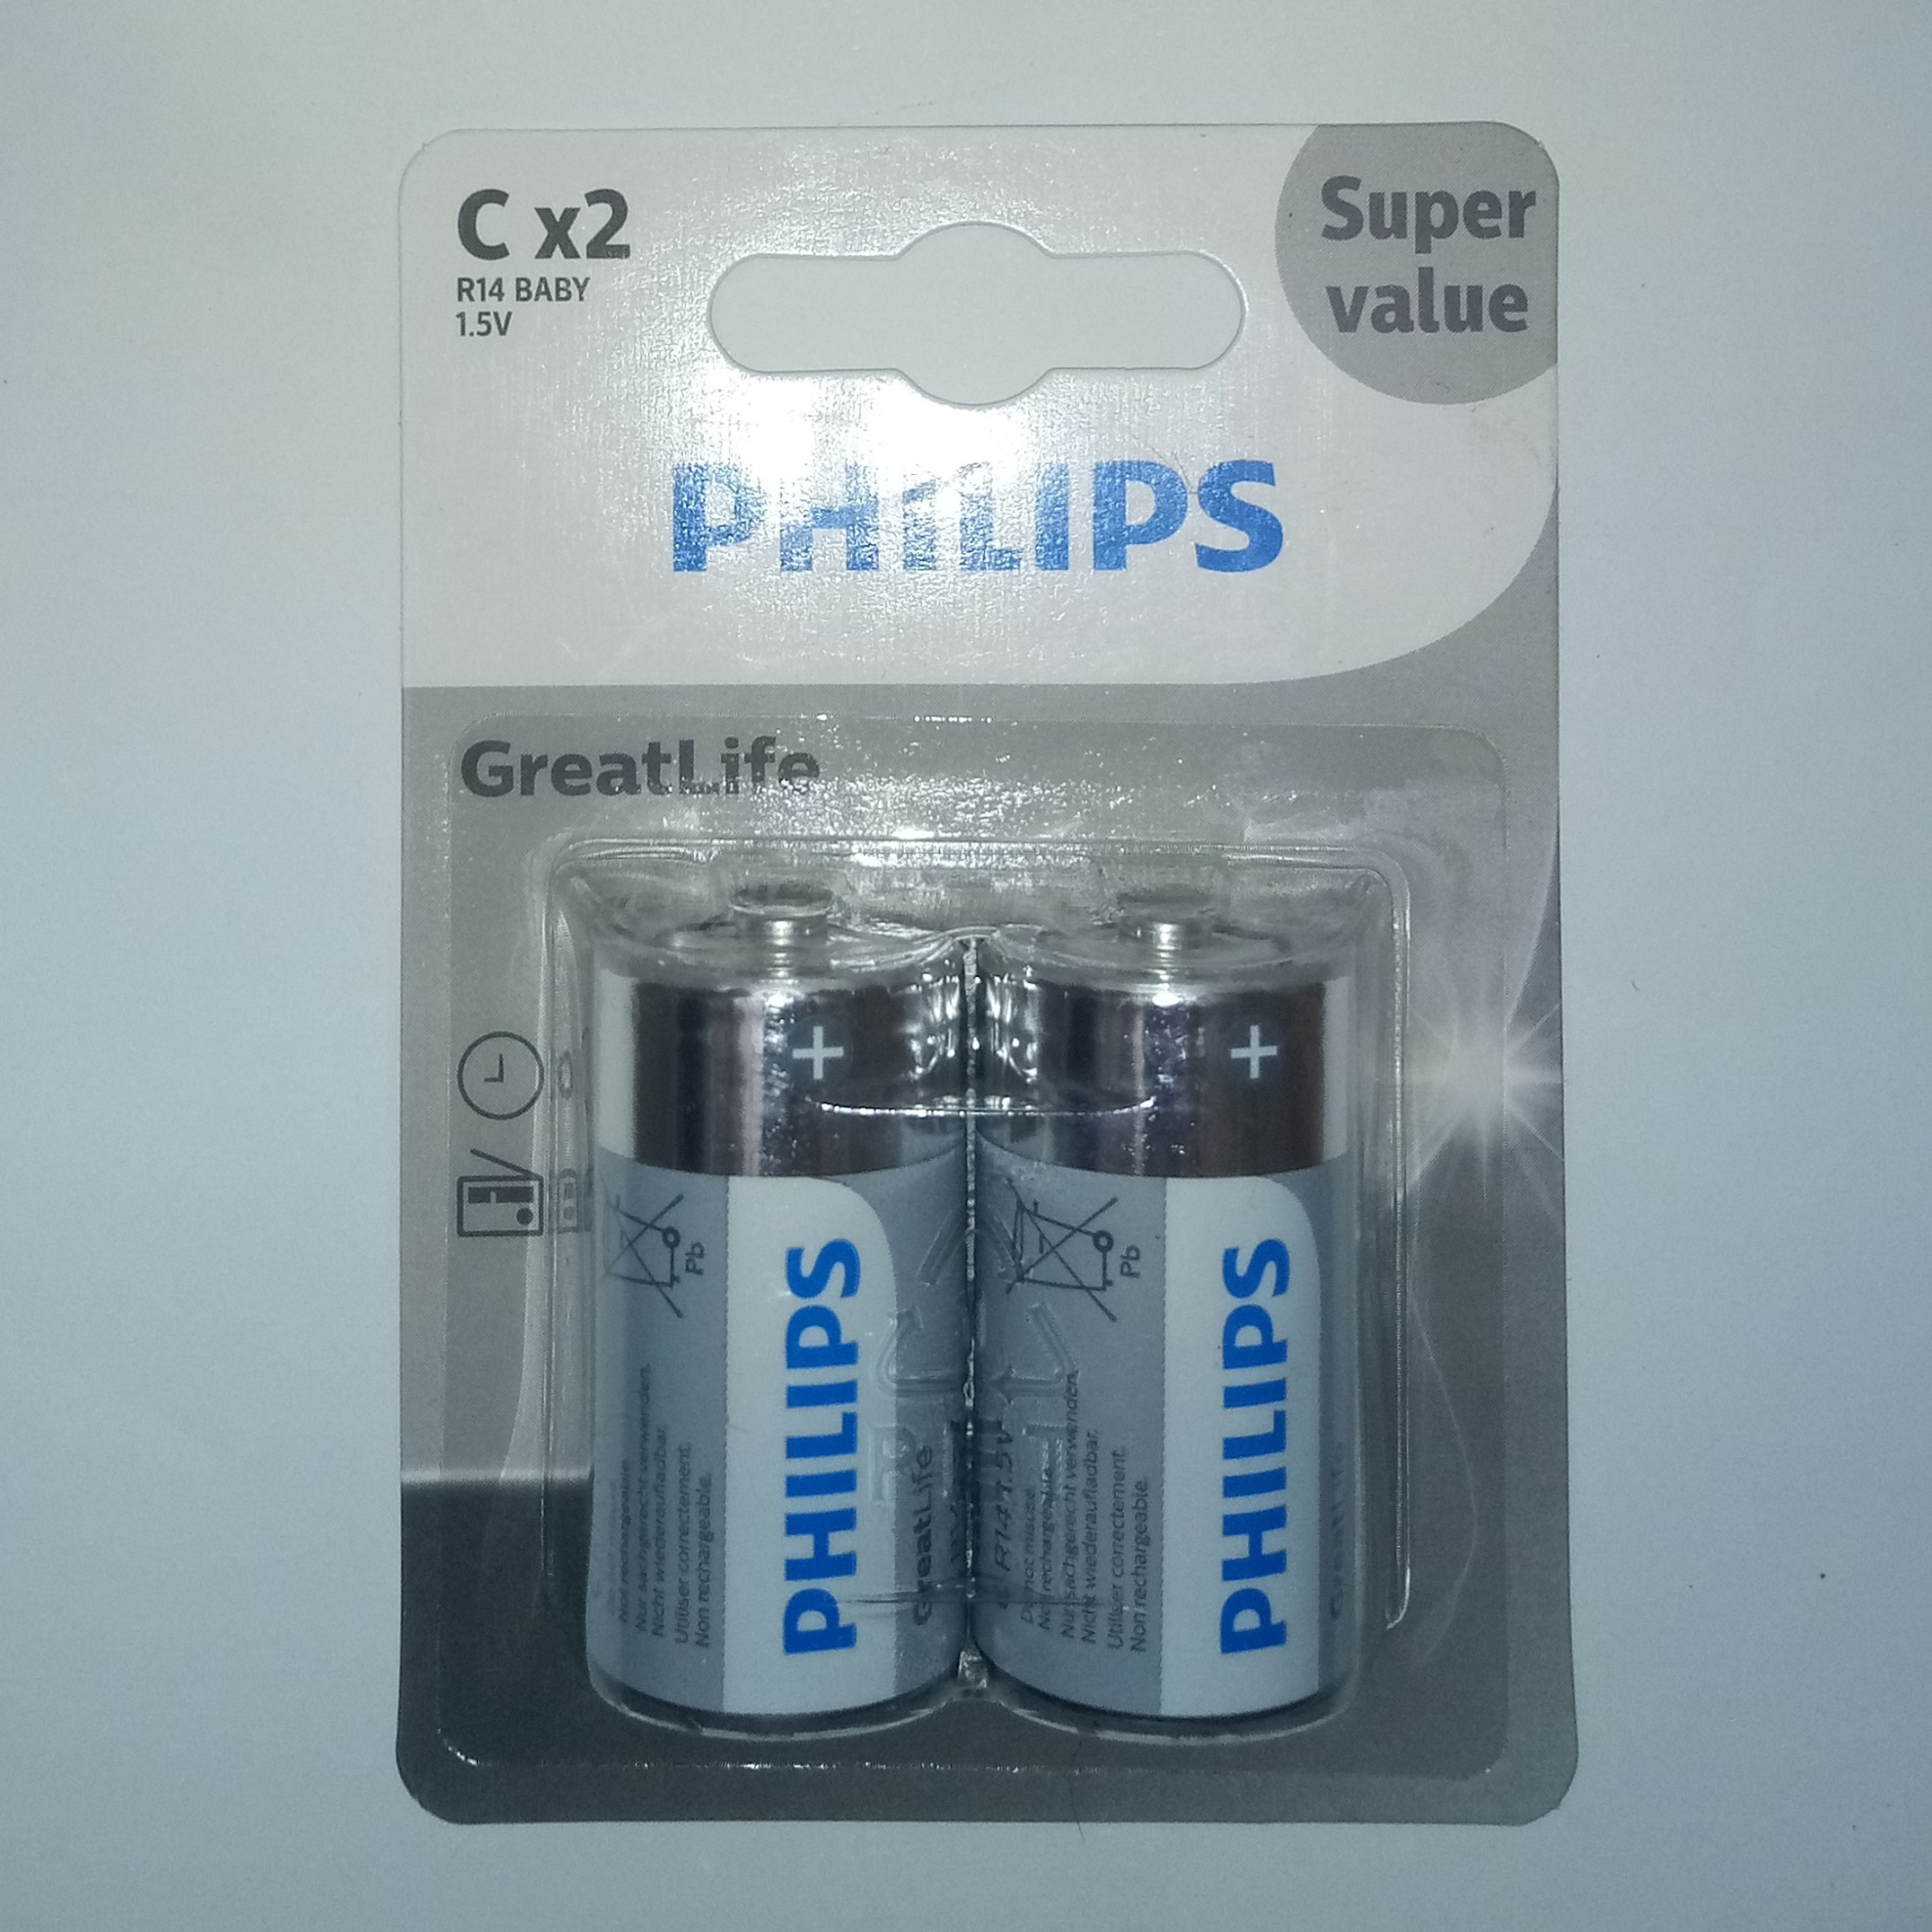 C x2
R14 BABY
1.5V
Super
value
PHILIPS
GreatLife
+
Pb
Not rechargeable.
Nur sachgerecht verwenden.
Nicht wiederaufladbar.
Utiliser correctement.
Non rechargeable.
PHILIPS
GreatLife
+
Pb
R14 1.5V
Do not misuse.
Not rechargeable.
Nur sachgerecht verwenden.
Nicht wiederaufladbar.
Utiliser correctement.
Non rechargeable.
PHILIPS
GreatLife